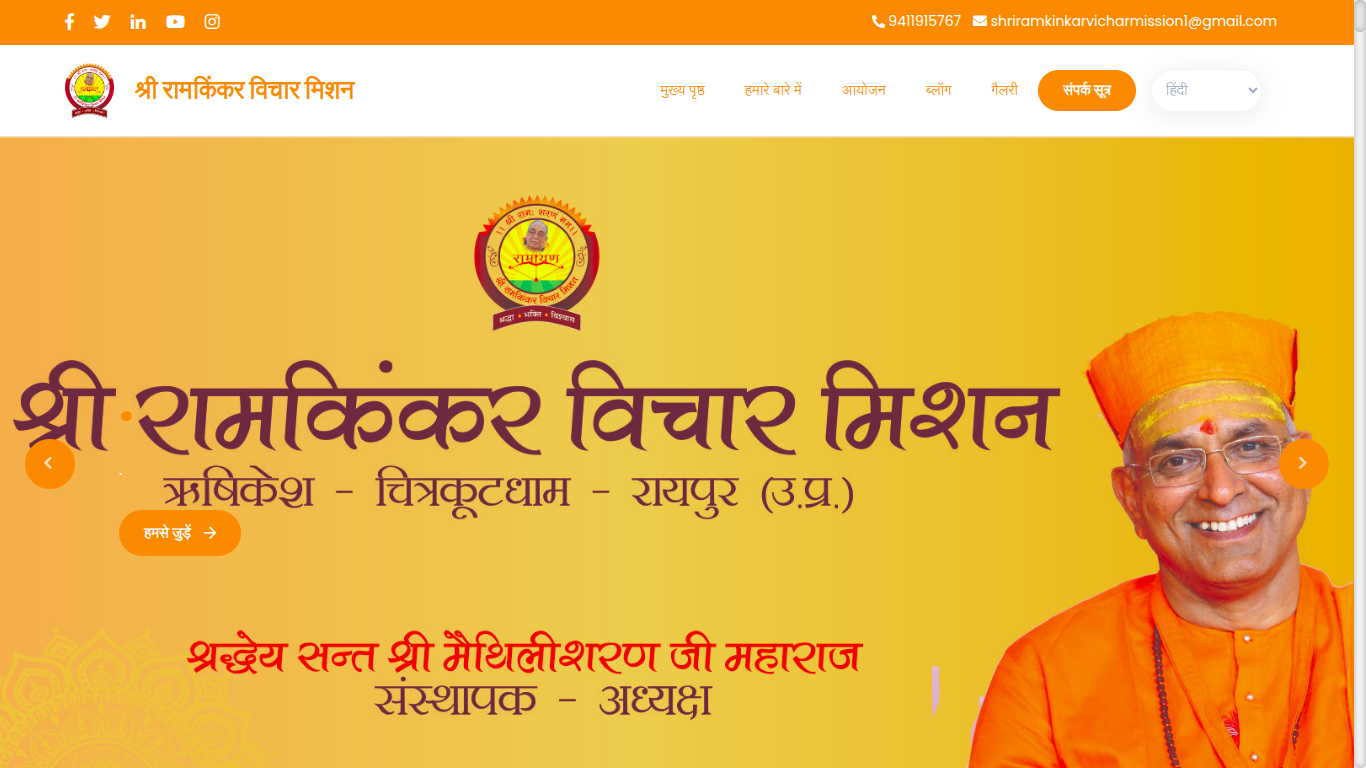 9411915767 shriramkinkarvicharmission1@gmail.com
श्री रामकिंकर विचार मिशन
मुख्य पृष्ठ हमारे बारे में आयोजन ब्लॉग गैलरी संपर्क सूत्र हिंदी
।। श्री रामः शरणं मम ।।
रामायण
श्री रामकिंकर विचार मिशन
श्रद्धा • भक्ति • विश्वास
श्री रामकिंकर विचार मिशन
ऋषिकेश - चित्रकूटधाम - रायपुर (उ.प्र.)
हमसे जुड़ें
श्रद्धेय सन्त श्री मैथिलीशरण जी महाराज
संस्थापक - अध्यक्ष